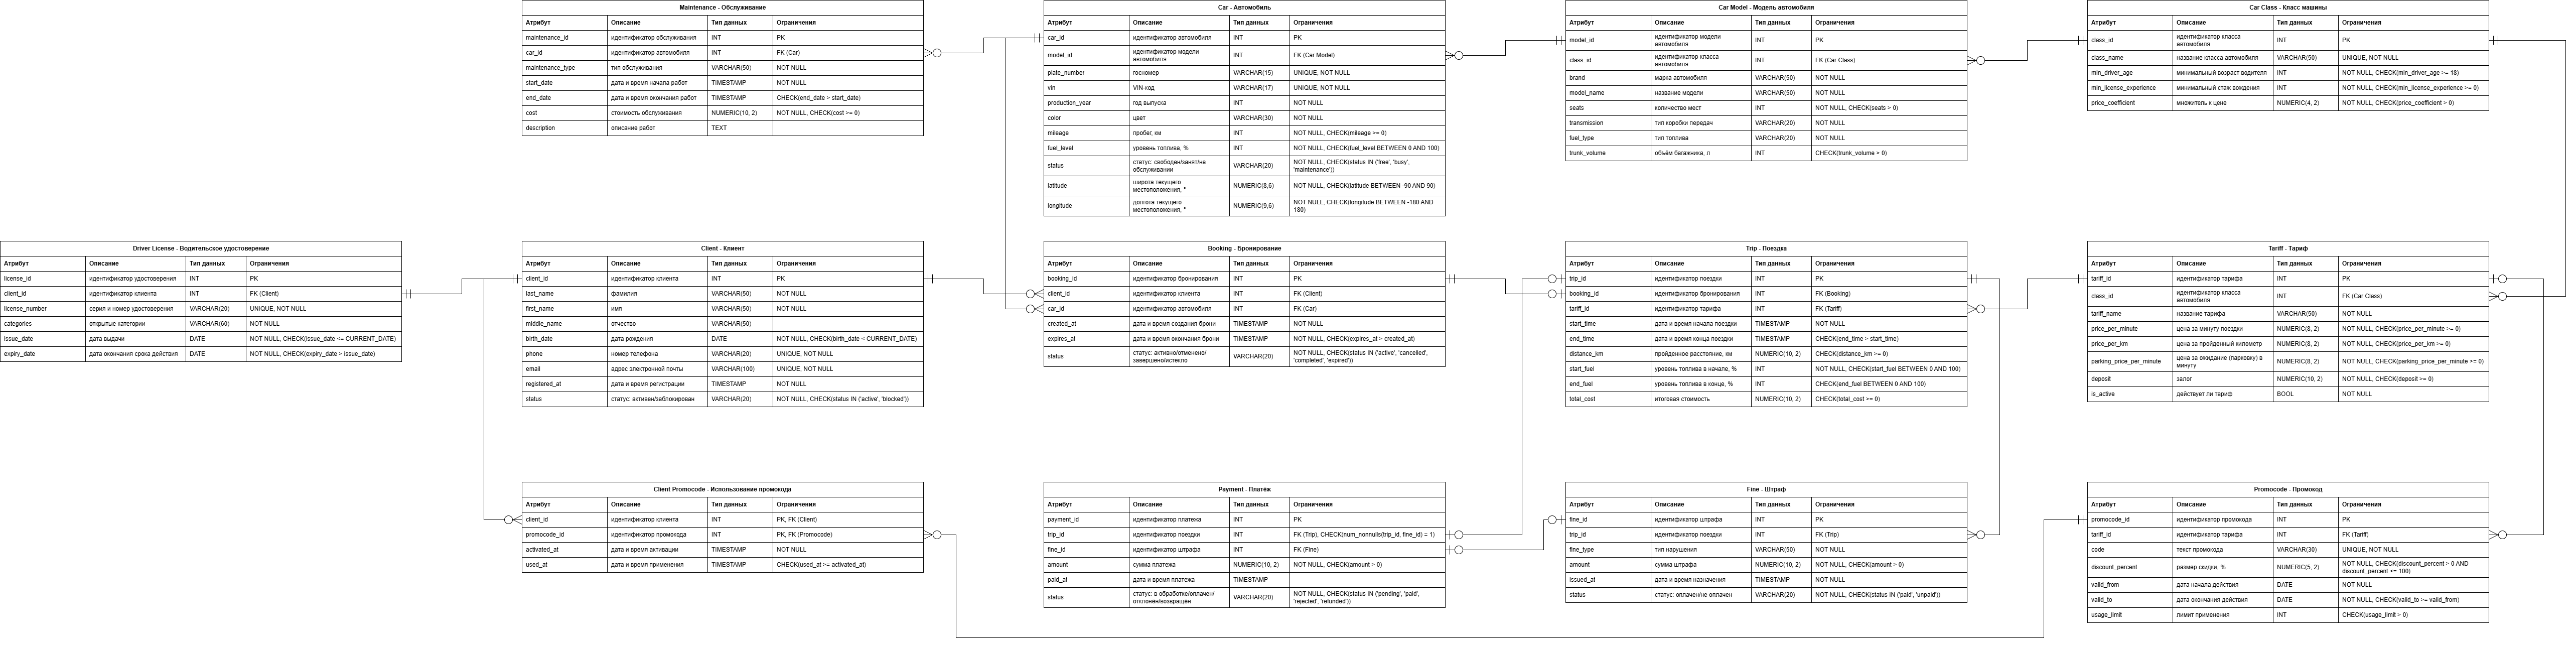 Maintenance - Обслуживание
Атрибут Описание Тип данных Ограничения
maintenance_id идентификатор обслуживания INT PK
car_id идентификатор автомобиля INT FK (Car)
maintenance_type тип обслуживания VARCHAR(50) NOT NULL
start_date дата и время начала работ TIMESTAMP NOT NULL
end_date дата и время окончания работ TIMESTAMP CHECK(end_date > start_date)
cost стоимость обслуживания NUMERIC(10, 2) NOT NULL, CHECK(cost >= 0)
description описание работ TEXT
Car - Автомобиль
Атрибут Описание Тип данных Ограничения
car_id идентификатор автомобиля INT PK
model_id идентификатор модели автомобиля INT FK (Car Model)
plate_number госномер VARCHAR(15) UNIQUE, NOT NULL
vin VIN-код VARCHAR(17) UNIQUE, NOT NULL
production_year год выпуска INT NOT NULL
color цвет VARCHAR(30) NOT NULL
mileage пробег, км INT NOT NULL, CHECK(mileage >= 0)
fuel_level уровень топлива, % INT NOT NULL, CHECK(fuel_level BETWEEN 0 AND 100)
status статус: свободен/занят/на обслуживании VARCHAR(20) NOT NULL, CHECK(status IN ('free', 'busy', 'maintenance'))
latitude широта текущего местоположения, ° NUMERIC(8,6) NOT NULL, CHECK(latitude BETWEEN -90 AND 90)
longitude долгота текущего местоположения, ° NUMERIC(9,6) NOT NULL, CHECK(longitude BETWEEN -180 AND 180)
Car Model - Модель автомобиля
Атрибут Описание Тип данных Ограничения
model_id идентификатор модели автомобиля INT PK
class_id идентификатор класса автомобиля INT FK (Car Class)
brand марка автомобиля VARCHAR(50) NOT NULL
model_name название модели VARCHAR(50) NOT NULL
seats количество мест INT NOT NULL, CHECK(seats > 0)
transmission тип коробки передач VARCHAR(20) NOT NULL
fuel_type тип топлива VARCHAR(20) NOT NULL
trunk_volume объём багажника, л INT CHECK(trunk_volume > 0)
Car Class - Класс машины
Атрибут Описание Тип данных Ограничения
class_id идентификатор класса автомобиля INT PK
class_name название класса автомобиля VARCHAR(50) UNIQUE, NOT NULL
min_driver_age минимальный возраст водителя INT NOT NULL, CHECK(min_driver_age >= 18)
min_license_experience минимальный стаж вождения INT NOT NULL, CHECK(min_license_experience >= 0)
price_coefficient множитель к цене NUMERIC(4, 2) NOT NULL, CHECK(price_coefficient > 0)
Driver License - Водительское удостоверение
Атрибут Описание Тип данных Ограничения
license_id идентификатор удостоверения INT PK
client_id идентификатор клиента INT FK (Client)
license_number серия и номер удостоверения VARCHAR(20) UNIQUE, NOT NULL
categories открытые категории VARCHAR(60) NOT NULL
issue_date дата выдачи DATE NOT NULL, CHECK(issue_date <= CURRENT_DATE)
expiry_date дата окончания срока действия DATE NOT NULL, CHECK(expiry_date > issue_date)
Client - Клиент
Атрибут Описание Тип данных Ограничения
client_id идентификатор клиента INT PK
last_name фамилия VARCHAR(50) NOT NULL
first_name имя VARCHAR(50) NOT NULL
middle_name отчество VARCHAR(50)
birth_date дата рождения DATE NOT NULL, CHECK(birth_date < CURRENT_DATE)
phone номер телефона VARCHAR(20) UNIQUE, NOT NULL
email адрес электронной почты VARCHAR(100) UNIQUE, NOT NULL
registered_at дата и время регистрации TIMESTAMP NOT NULL
status статус: активен/заблокирован VARCHAR(20) NOT NULL, CHECK(status IN ('active', 'blocked'))
Booking - Бронирование
Атрибут Описание Тип данных Ограничения
booking_id идентификатор бронирования INT PK
client_id идентификатор клиента INT FK (Client)
car_id идентификатор автомобиля INT FK (Car)
created_at дата и время создания брони TIMESTAMP NOT NULL
expires_at дата и время окончания брони TIMESTAMP NOT NULL, CHECK(expires_at > created_at)
status статус: активно/отменено/завершено/истекло VARCHAR(20) NOT NULL, CHECK(status IN ('active', 'cancelled', 'completed', 'expired'))
Trip - Поездка
Атрибут Описание Тип данных Ограничения
trip_id идентификатор поездки INT PK
booking_id идентификатор бронирования INT FK (Booking)
tariff_id идентификатор тарифа INT FK (Tariff)
start_time дата и время начала поездки TIMESTAMP NOT NULL
end_time дата и время конца поездки TIMESTAMP CHECK(end_time > start_time)
distance_km пройденное расстояние, км NUMERIC(10, 2) CHECK(distance_km >= 0)
start_fuel уровень топлива в начале, % INT NOT NULL, CHECK(start_fuel BETWEEN 0 AND 100)
end_fuel уровень топлива в конце, % INT CHECK(end_fuel BETWEEN 0 AND 100)
total_cost итоговая стоимость NUMERIC(10, 2) CHECK(total_cost >= 0)
Tariff - Тариф
Атрибут Описание Тип данных Ограничения
tariff_id идентификатор тарифа INT PK
class_id идентификатор класса автомобиля INT FK (Car Class)
tariff_name название тарифа VARCHAR(50) NOT NULL
price_per_minute цена за минуту поездки NUMERIC(8, 2) NOT NULL, CHECK(price_per_minute >= 0)
price_per_km цена за пройденный километр NUMERIC(8, 2) NOT NULL, CHECK(price_per_km >= 0)
parking_price_per_minute цена за ожидание (парковку) в минуту NUMERIC(8, 2) NOT NULL, CHECK(parking_price_per_minute >= 0)
deposit залог NUMERIC(10, 2) NOT NULL, CHECK(deposit >= 0)
is_active действует ли тариф BOOL NOT NULL
Client Promocode - Использование промокода
Атрибут Описание Тип данных Ограничения
client_id идентификатор клиента INT PK, FK (Client)
promocode_id идентификатор промокода INT PK, FK (Promocode)
activated_at дата и время активации TIMESTAMP NOT NULL
used_at дата и время применения TIMESTAMP CHECK(used_at >= activated_at)
Payment - Платёж
Атрибут Описание Тип данных Ограничения
payment_id идентификатор платежа INT PK
trip_id идентификатор поездки INT FK (Trip), CHECK(num_nonnulls(trip_id, fine_id) = 1)
fine_id идентификатор штрафа INT FK (Fine)
amount сумма платежа NUMERIC(10, 2) NOT NULL, CHECK(amount > 0)
paid_at дата и время платежа TIMESTAMP
status статус: в обработке/оплачен/отклонён/возвращён VARCHAR(20) NOT NULL, CHECK(status IN ('pending', 'paid', 'rejected', 'refunded'))
Fine - Штраф
Атрибут Описание Тип данных Ограничения
fine_id идентификатор штрафа INT PK
trip_id идентификатор поездки INT FK (Trip)
fine_type тип нарушения VARCHAR(50) NOT NULL
amount сумма штрафа NUMERIC(10, 2) NOT NULL, CHECK(amount > 0)
issued_at дата и время назначения TIMESTAMP NOT NULL
status статус: оплачен/не оплачен VARCHAR(20) NOT NULL, CHECK(status IN ('paid', 'unpaid'))
Promocode - Промокод
Атрибут Описание Тип данных Ограничения
promocode_id идентификатор промокода INT PK
tariff_id идентификатор тарифа INT FK (Tariff)
code текст промокода VARCHAR(30) UNIQUE, NOT NULL
discount_percent размер скидки, % NUMERIC(5, 2) NOT NULL, CHECK(discount_percent > 0 AND discount_percent <= 100)
valid_from дата начала действия DATE NOT NULL
valid_to дата окончания действия DATE NOT NULL, CHECK(valid_to >= valid_from)
usage_limit лимит применения INT CHECK(usage_limit > 0)